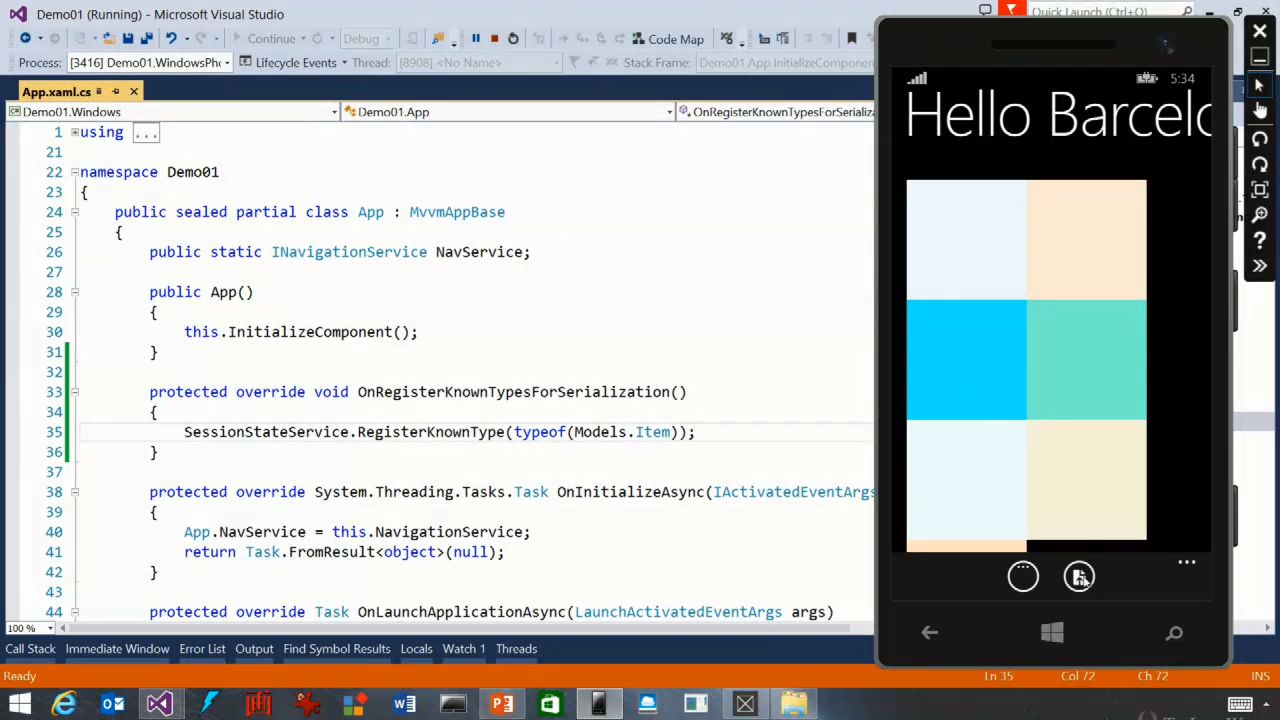 Demo01 (Running) - Microsoft Visual Studio
Quick Launch (Ctrl+Q)
Continue
Debug
Code Map
Process:
[3416] Demo01.WindowsPh
Lifecycle Events
Thread:
[8908] <No Name>
Stack Frame:
Demo01.App.InitializeCompone
App.xaml.cs
Demo01.Windows
Demo01.App
OnRegisterKnownTypesForSerializa
1 using ...
21
22 namespace Demo01
23 {
24 public sealed partial class App : MvvmAppBase
25 {
26 public static INavigationService NavService;
27
28 public App()
29 {
30 this.InitializeComponent();
31 }
32
33 protected override void OnRegisterKnownTypesForSerialization()
34 {
35 SessionStateService.RegisterKnownType(typeof(Models.Item));
36 }
37
38 protected override System.Threading.Tasks.Task OnInitializeAsync(IActivatedEventArgs
39 {
40 App.NavService = this.NavigationService;
41 return Task.FromResult<object>(null);
42 }
43
44 protected override Task OnLaunchApplicationAsync(LaunchActivatedEventArgs args)
100 %
Call Stack
Immediate Window
Error List
Output
Find Symbol Results
Locals
Watch 1
Threads
Ready
Ln 35
Col 72
Ch 72
INS
5:34
Hello Barcelo